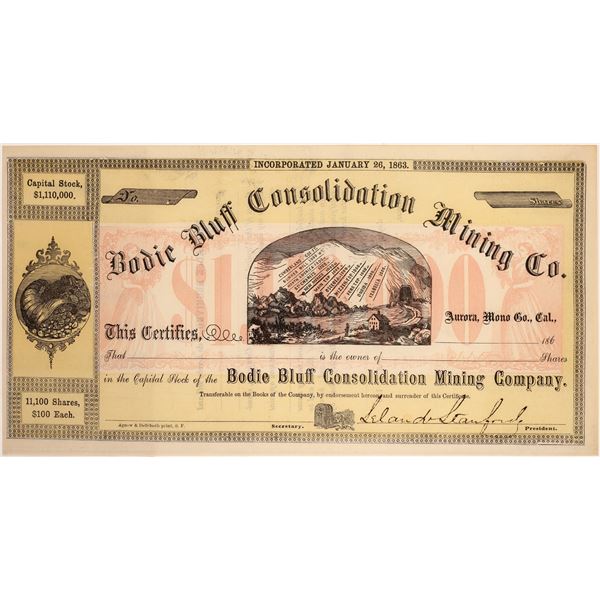 INCORPORATED JANUARY 26, 1863.
Capital Stock,
$1,110,000.
No.
Shares
Bodie Bluff Consolidation Mining Co.
Aurora, Mono Co., Cal.,
This Certifies,
186
That is the owner of Shares
in the Capital Stock of the Bodie Bluff Consolidation Mining Company.
Transferable on the Books of the Company, by endorsement hereon and surrender of this Certificate.
11,100 Shares,
$100 Each.
Leland Stanford,
Agnew & Deffebach print, S. F.
Secretary.
President.